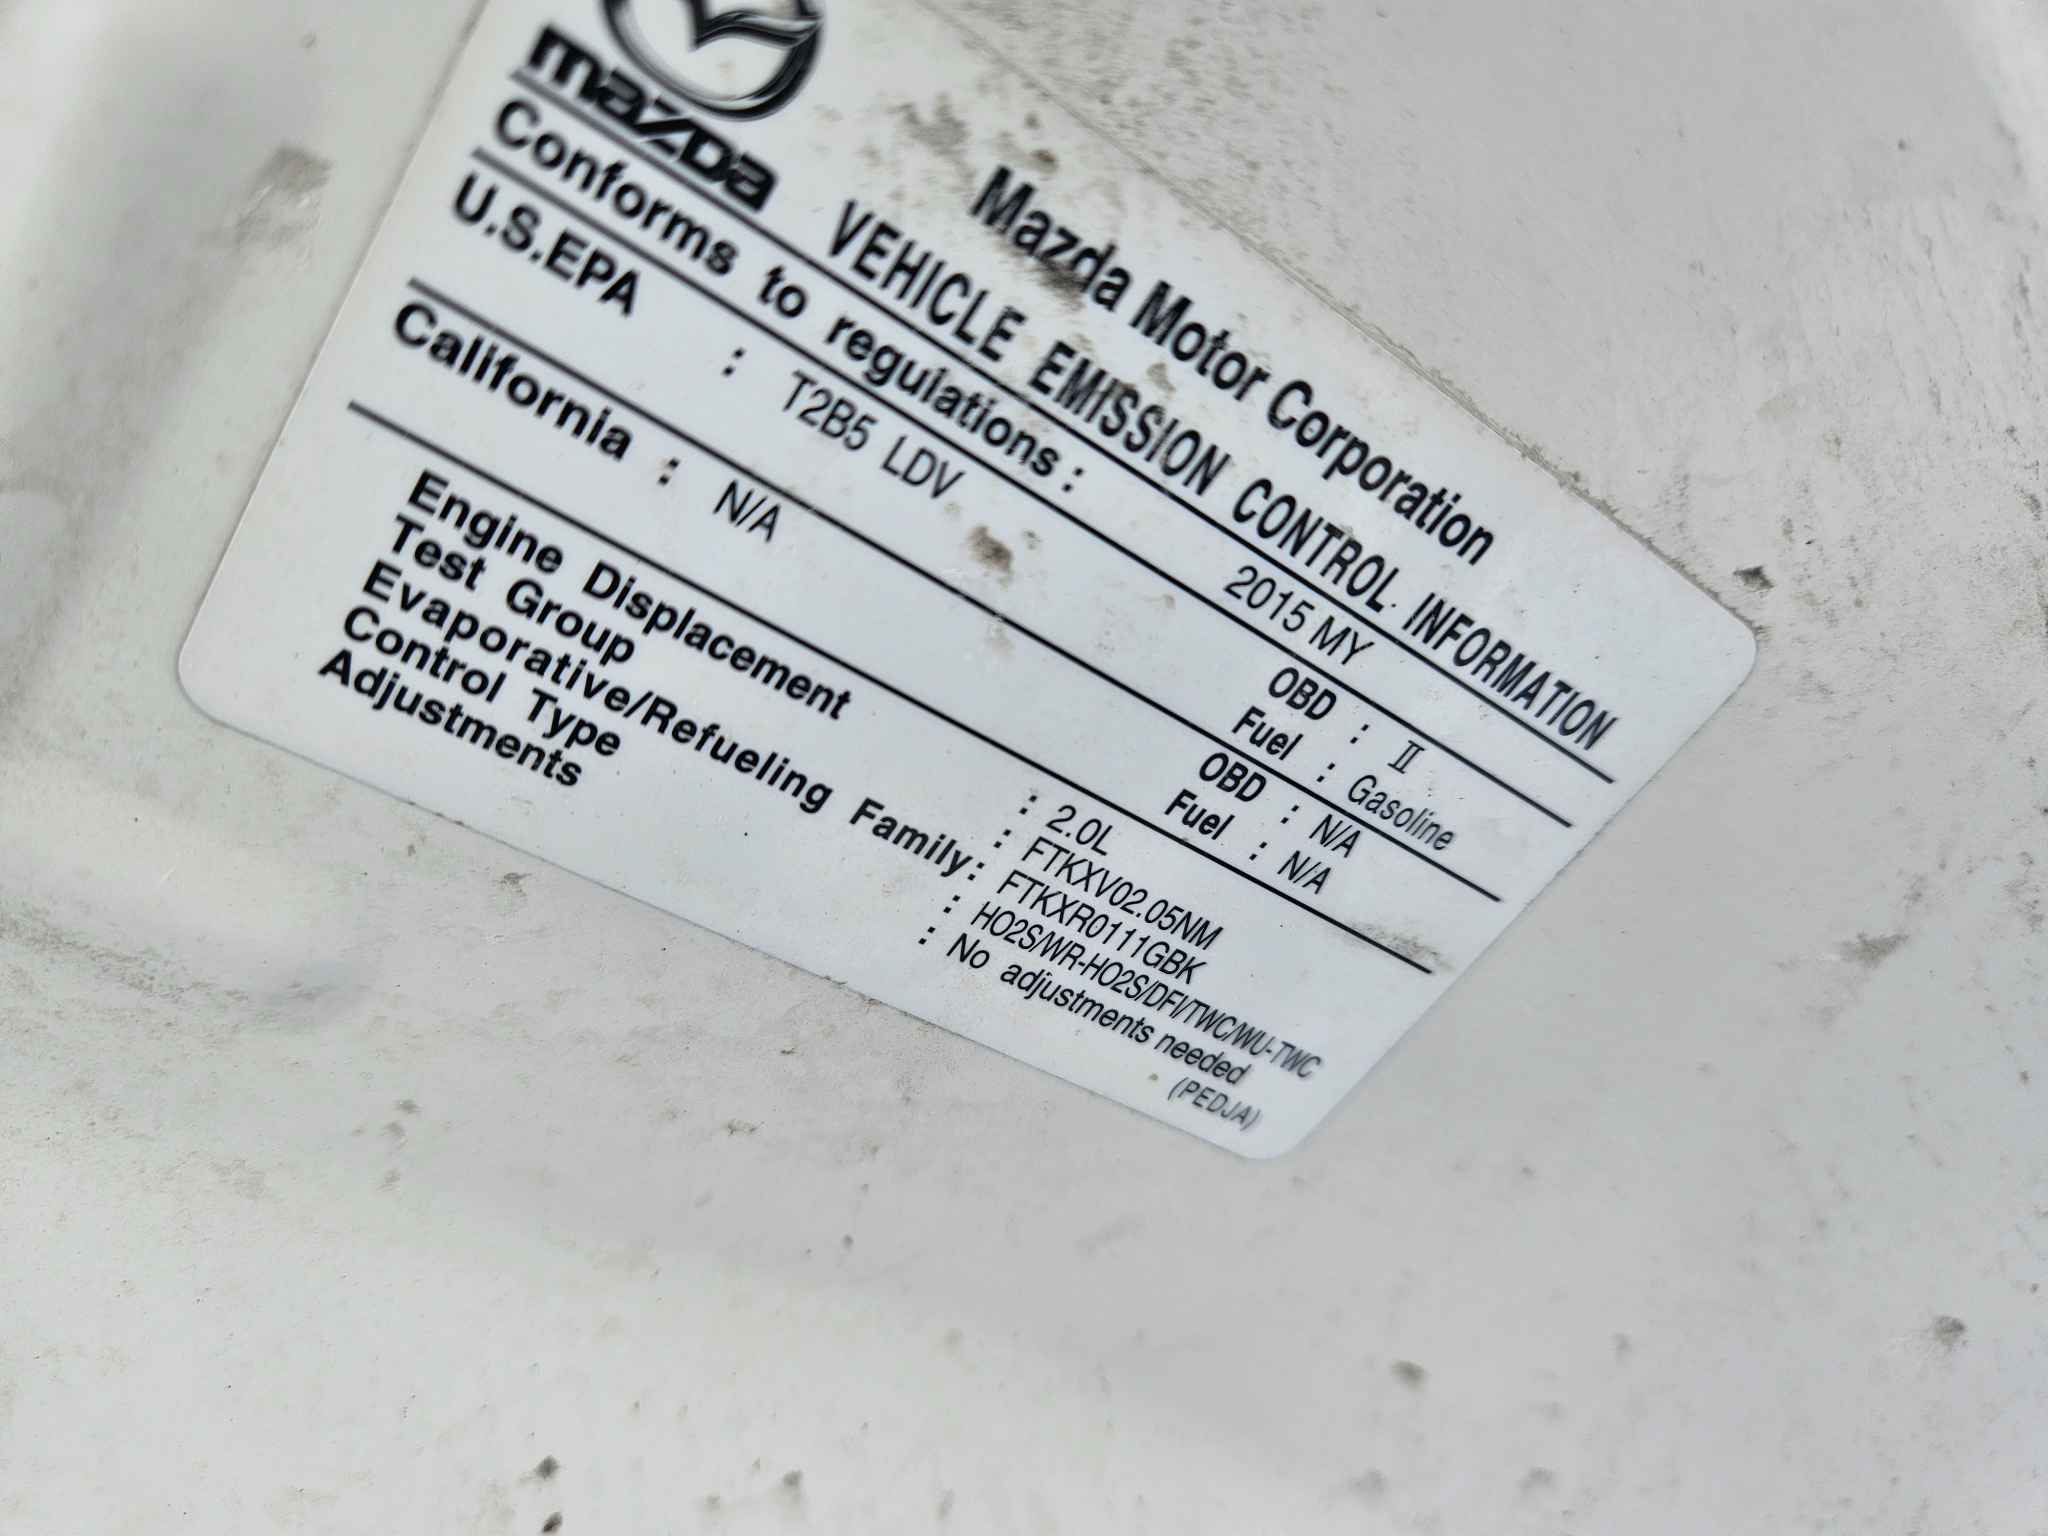 mazda
Mazda Motor Corporation
VEHICLE EMISSION CONTROL INFORMATION
Conforms to regulations: 2015 MY
U.S.EPA : T2B5 LDV OBD : II
Fuel : Gasoline
California : N/A OBD : N/A
Fuel : N/A
Engine Displacement : 2.0L
Test Group : FTKXV02.05NM
Evaporative/Refueling Family: FTKXR0111GBK
Control Type : HO2S/WR-HO2S/DFI/TWC/WU-TWC
Adjustments : No adjustments needed
(PEDJA)